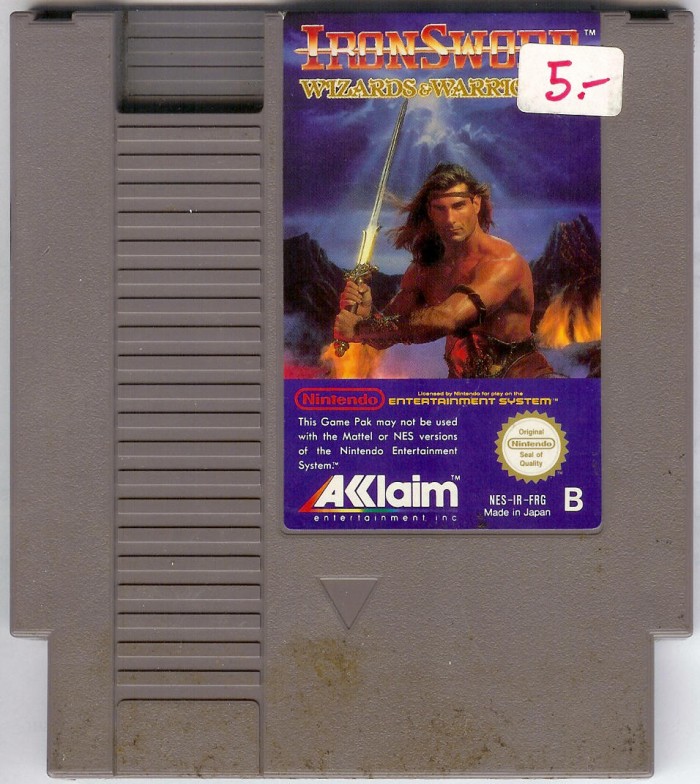 IRONSWORD™
WIZARDS & WARRIO
5.-
Nintendo
Licensed by Nintendo for play on the
ENTERTAINMENT SYSTEM™
This Game Pak may not be used
with the Mattel or NES versions
of the Nintendo Entertainment
System.™
Original
Nintendo
Seal of
Quality
TM
AKKlaim™
entertainment inc
NES-IR-FRG
Made in Japan
B